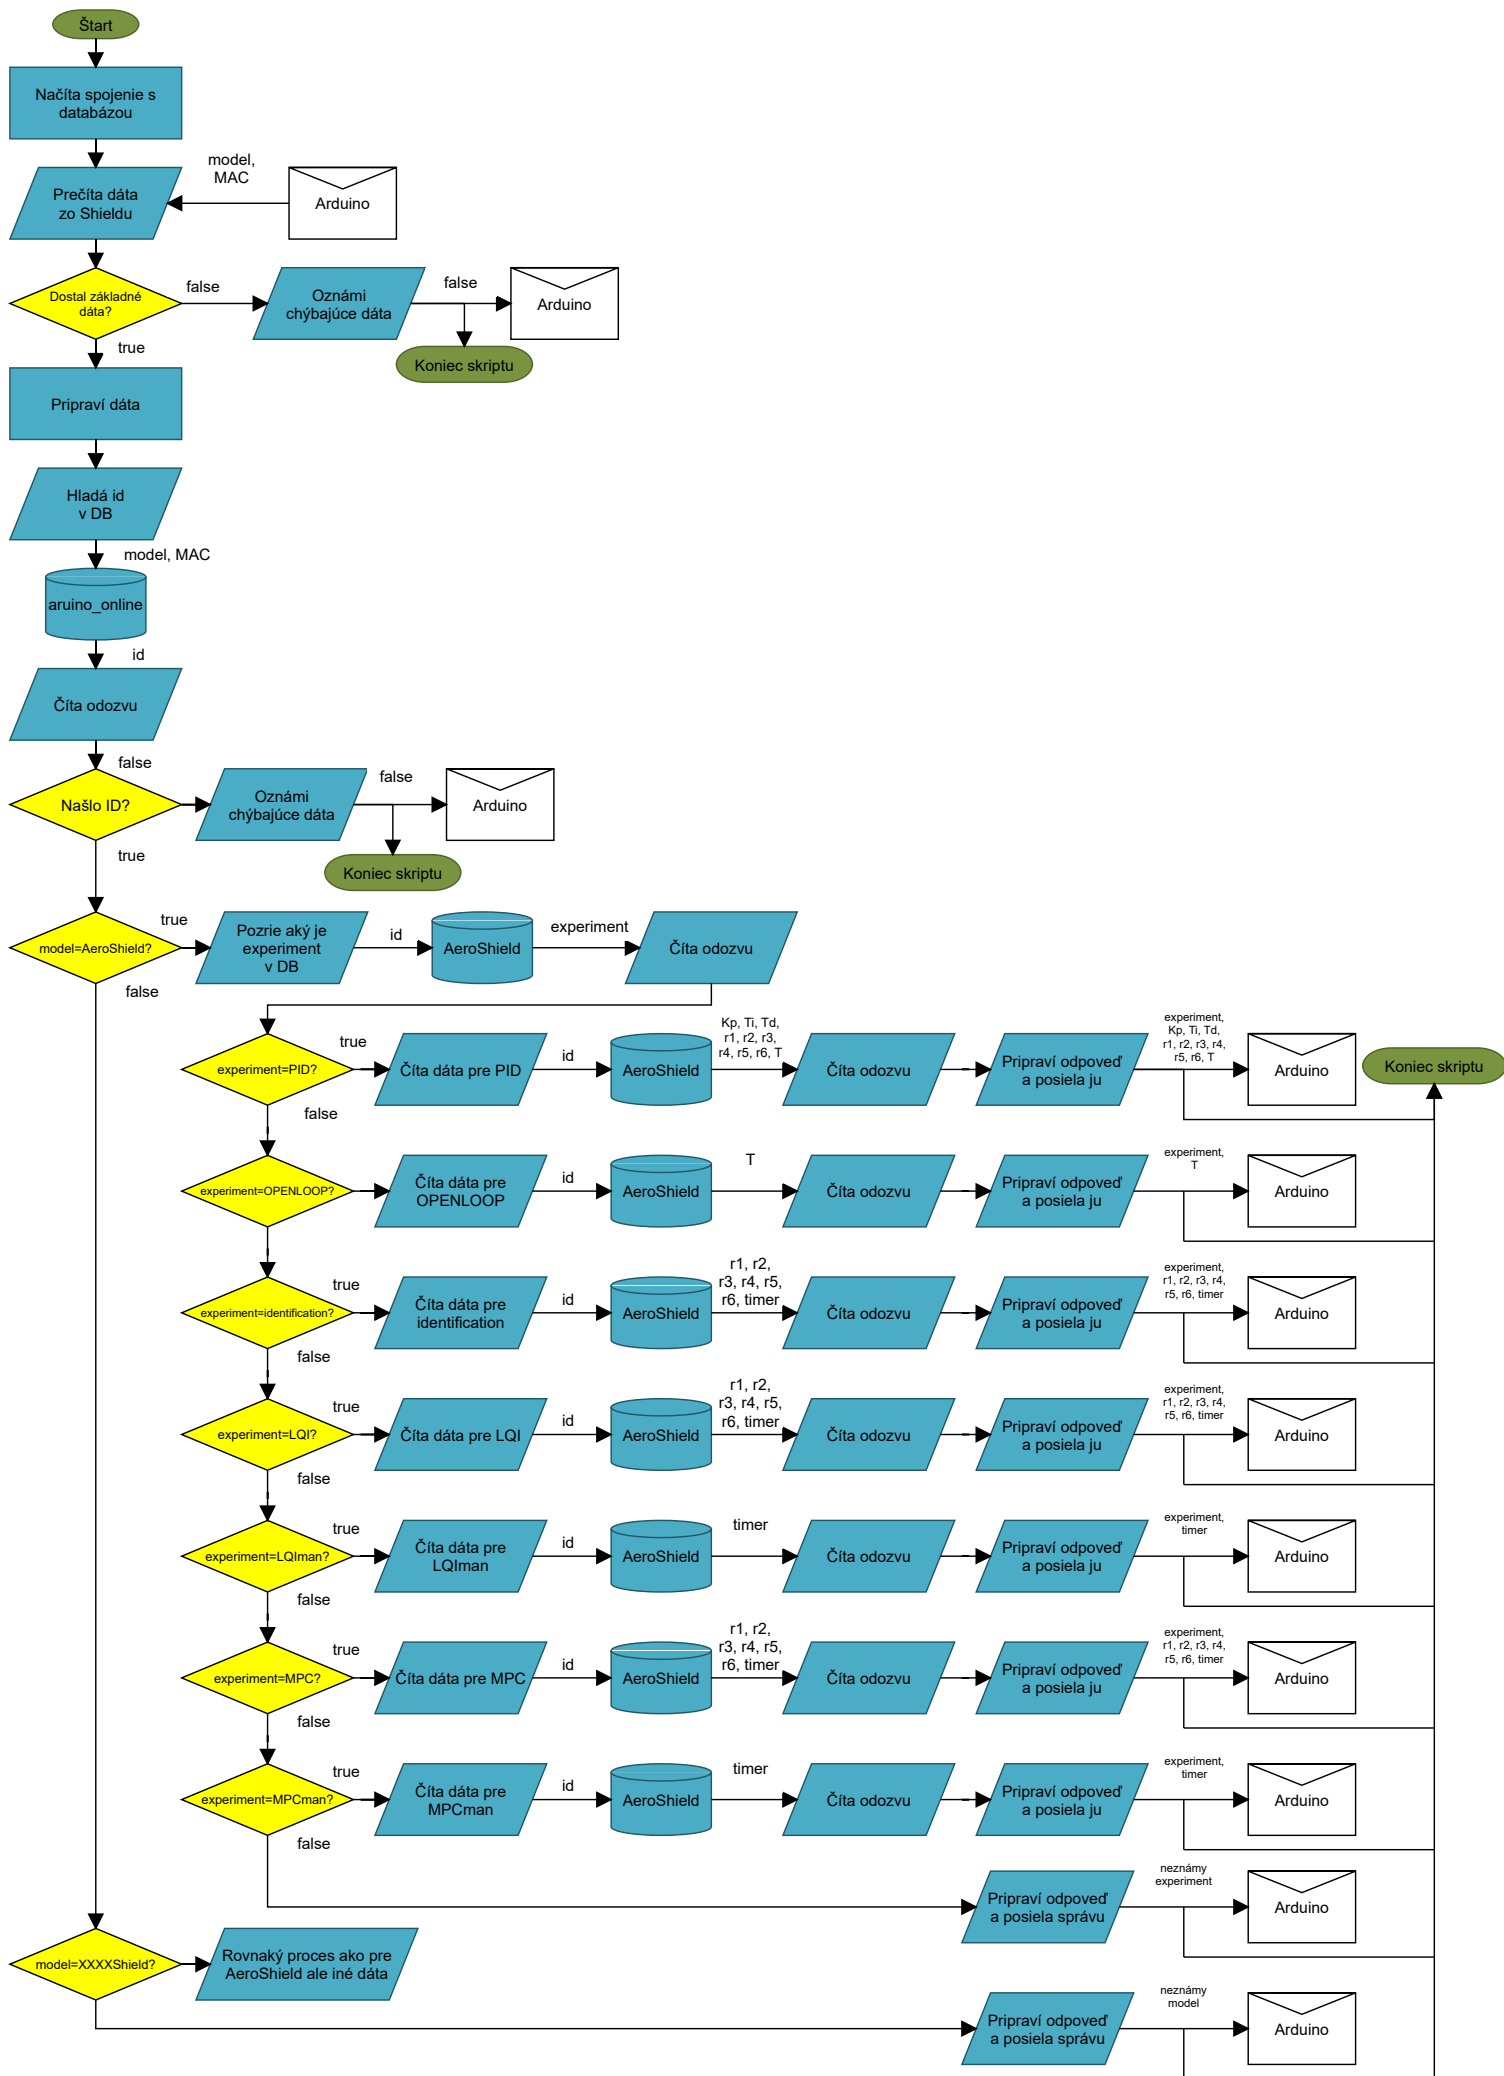 Štart
Načíta spojenie s
databázou
model,
MAC
Prečíta dáta
zo Shieldu
Arduino
Dostal základné
dáta?
false
Oznámi
chýbajúce dáta
false
Arduino
true
Koniec skriptu
Pripraví dáta
Hladá id
v DB
model, MAC
aruino_online
id
Číta odozvu
false
Našlo ID?
Oznámi
chýbajúce dáta
false
Arduino
true
Koniec skriptu
model=AeroShield?
true
Pozrie aký je
experiment
v DB
id
AeroShield
experiment
Číta odozvu
false
experiment=PID?
true
Číta dáta pre PID
id
AeroShield
Kp, Ti, Td,
r1, r2, r3,
r4, r5, r6, T
Číta odozvu
Pripraví odpoveď
a posiela ju
experiment,
Kp, Ti, Td,
r1, r2, r3, r4,
r5, r6, T
Arduino
Koniec skriptu
false
experiment=OPENLOOP?
Číta dáta pre
OPENLOOP
id
AeroShield
T
Číta odozvu
Pripraví odpoveď
a posiela ju
experiment,
T
Arduino
experiment=identification?
true
Číta dáta pre
identification
id
AeroShield
r1, r2,
r3, r4, r5,
r6, timer
Číta odozvu
Pripraví odpoveď
a posiela ju
experiment,
r1, r2, r3, r4,
r5, r6, timer
Arduino
false
experiment=LQI?
true
Číta dáta pre LQI
id
AeroShield
r1, r2,
r3, r4, r5,
r6, timer
Číta odozvu
Pripraví odpoveď
a posiela ju
experiment,
r1, r2, r3, r4,
r5, r6, timer
Arduino
false
experiment=LQIman?
true
Číta dáta pre
LQIman
id
AeroShield
timer
Číta odozvu
Pripraví odpoveď
a posiela ju
experiment,
timer
Arduino
false
experiment=MPC?
true
Číta dáta pre MPC
id
AeroShield
r1, r2,
r3, r4, r5,
r6, timer
Číta odozvu
Pripraví odpoveď
a posiela ju
experiment,
r1, r2, r3, r4,
r5, r6, timer
Arduino
false
experiment=MPCman?
true
Číta dáta pre
MPCman
id
AeroShield
timer
Číta odozvu
Pripraví odpoveď
a posiela ju
experiment,
timer
Arduino
false
Pripraví odpoveď
a posiela správu
neznámy
experiment
Arduino
model=XXXXShield?
Rovnaký proces ako pre
AeroShield ale iné dáta
Pripraví odpoveď
a posiela správu
neznámy
model
Arduino